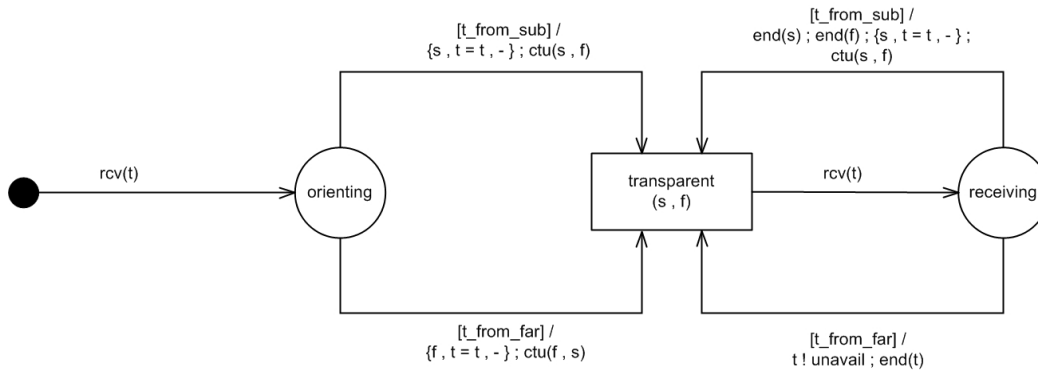 [t_from_sub] /
{s , t = t , - } ; ctu(s , f)
[t_from_sub] /
end(s) ; end(f) ; {s , t = t , - } ;
ctu(s , f)
rcv(t)
orienting
transparent
(s , f)
rcv(t)
receiving
[t_from_far] /
{f , t = t , - } ; ctu(f , s)
[t_from_far] /
t ! unavail ; end(t)